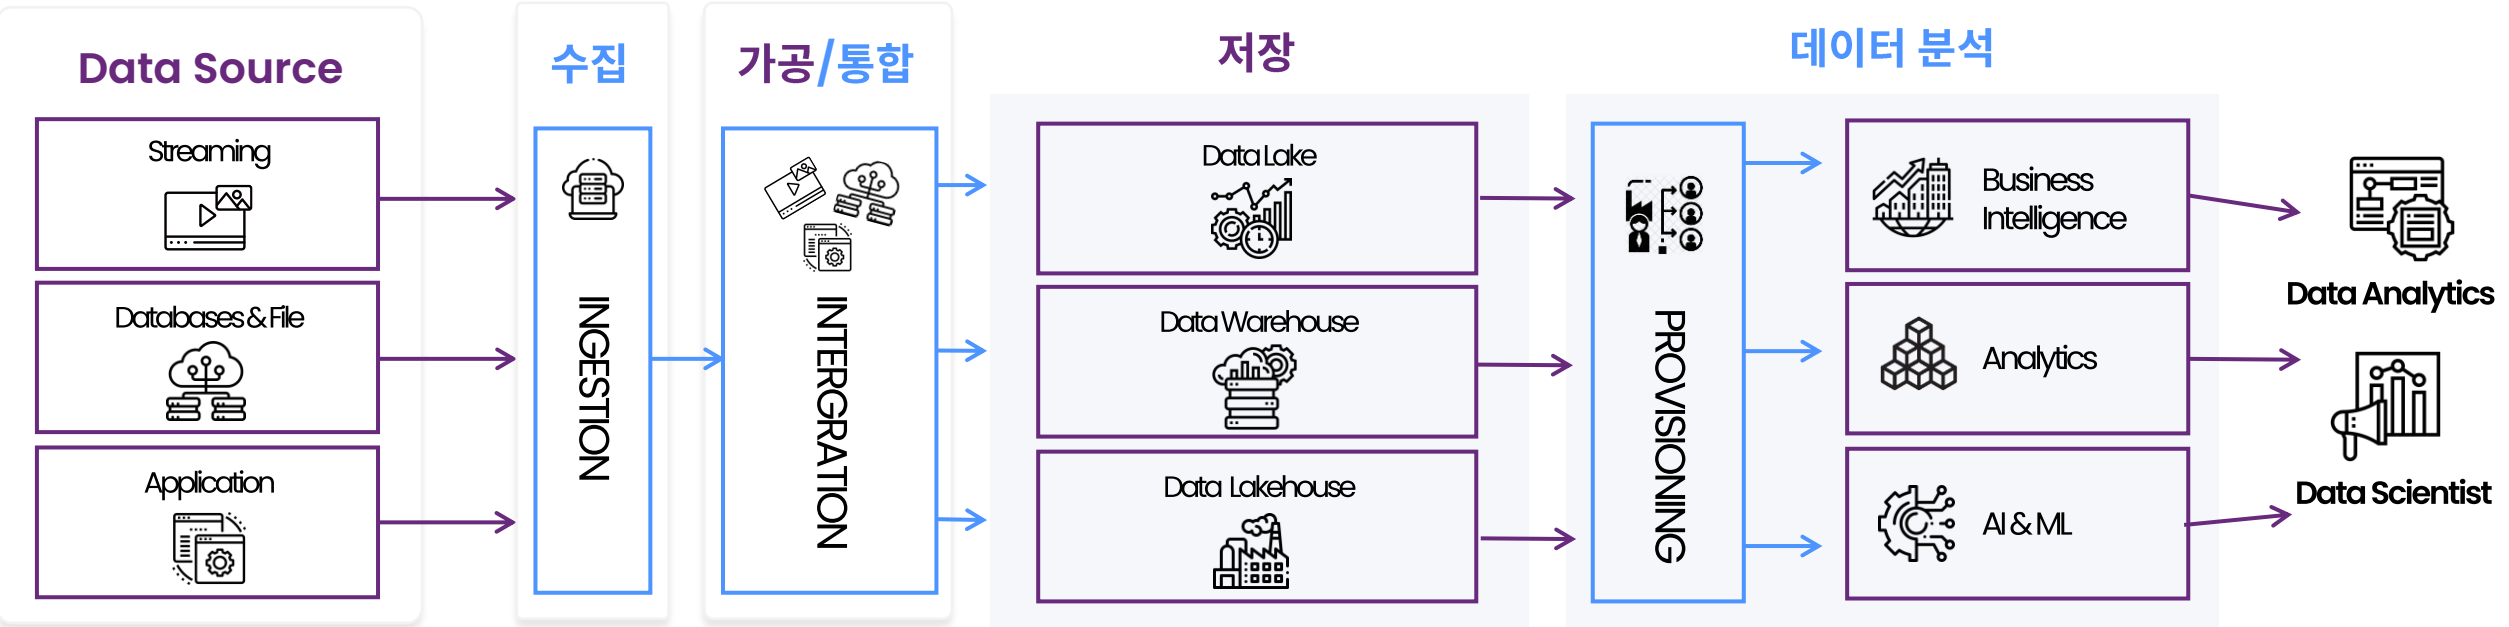 Data Source
Streaming
Databases & File
Application
수집
INGESTION
가공/통합
INTERGRATION
저장
Data Lake
Data Warehouse
Data Lakehouse
데이터 분석
PROVISIONING
Business
Intelligence
Analytics
AI & ML
Data Analytics
Data Scientist